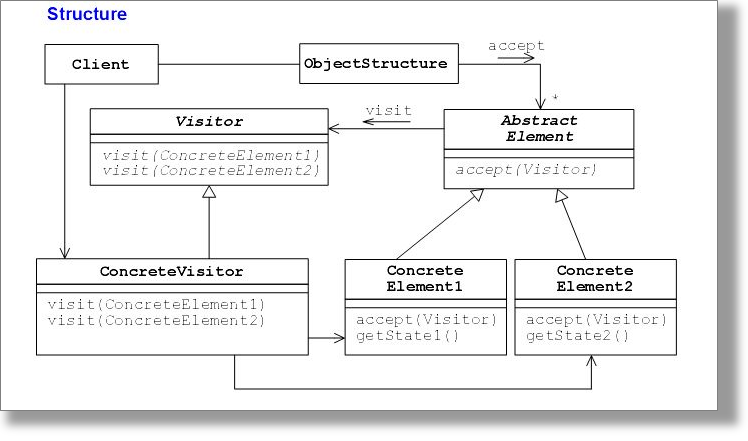 Structure
accept
Client
ObjectStructure
*
visit
Visitor
Abstract
Element
visit(ConcreteElement1)
visit(ConcreteElement2)
accept(Visitor)
ConcreteVisitor
visit(ConcreteElement1)
visit(ConcreteElement2)
Concrete
Element1
accept(Visitor)
getState1()
Concrete
Element2
accept(Visitor)
getState2()